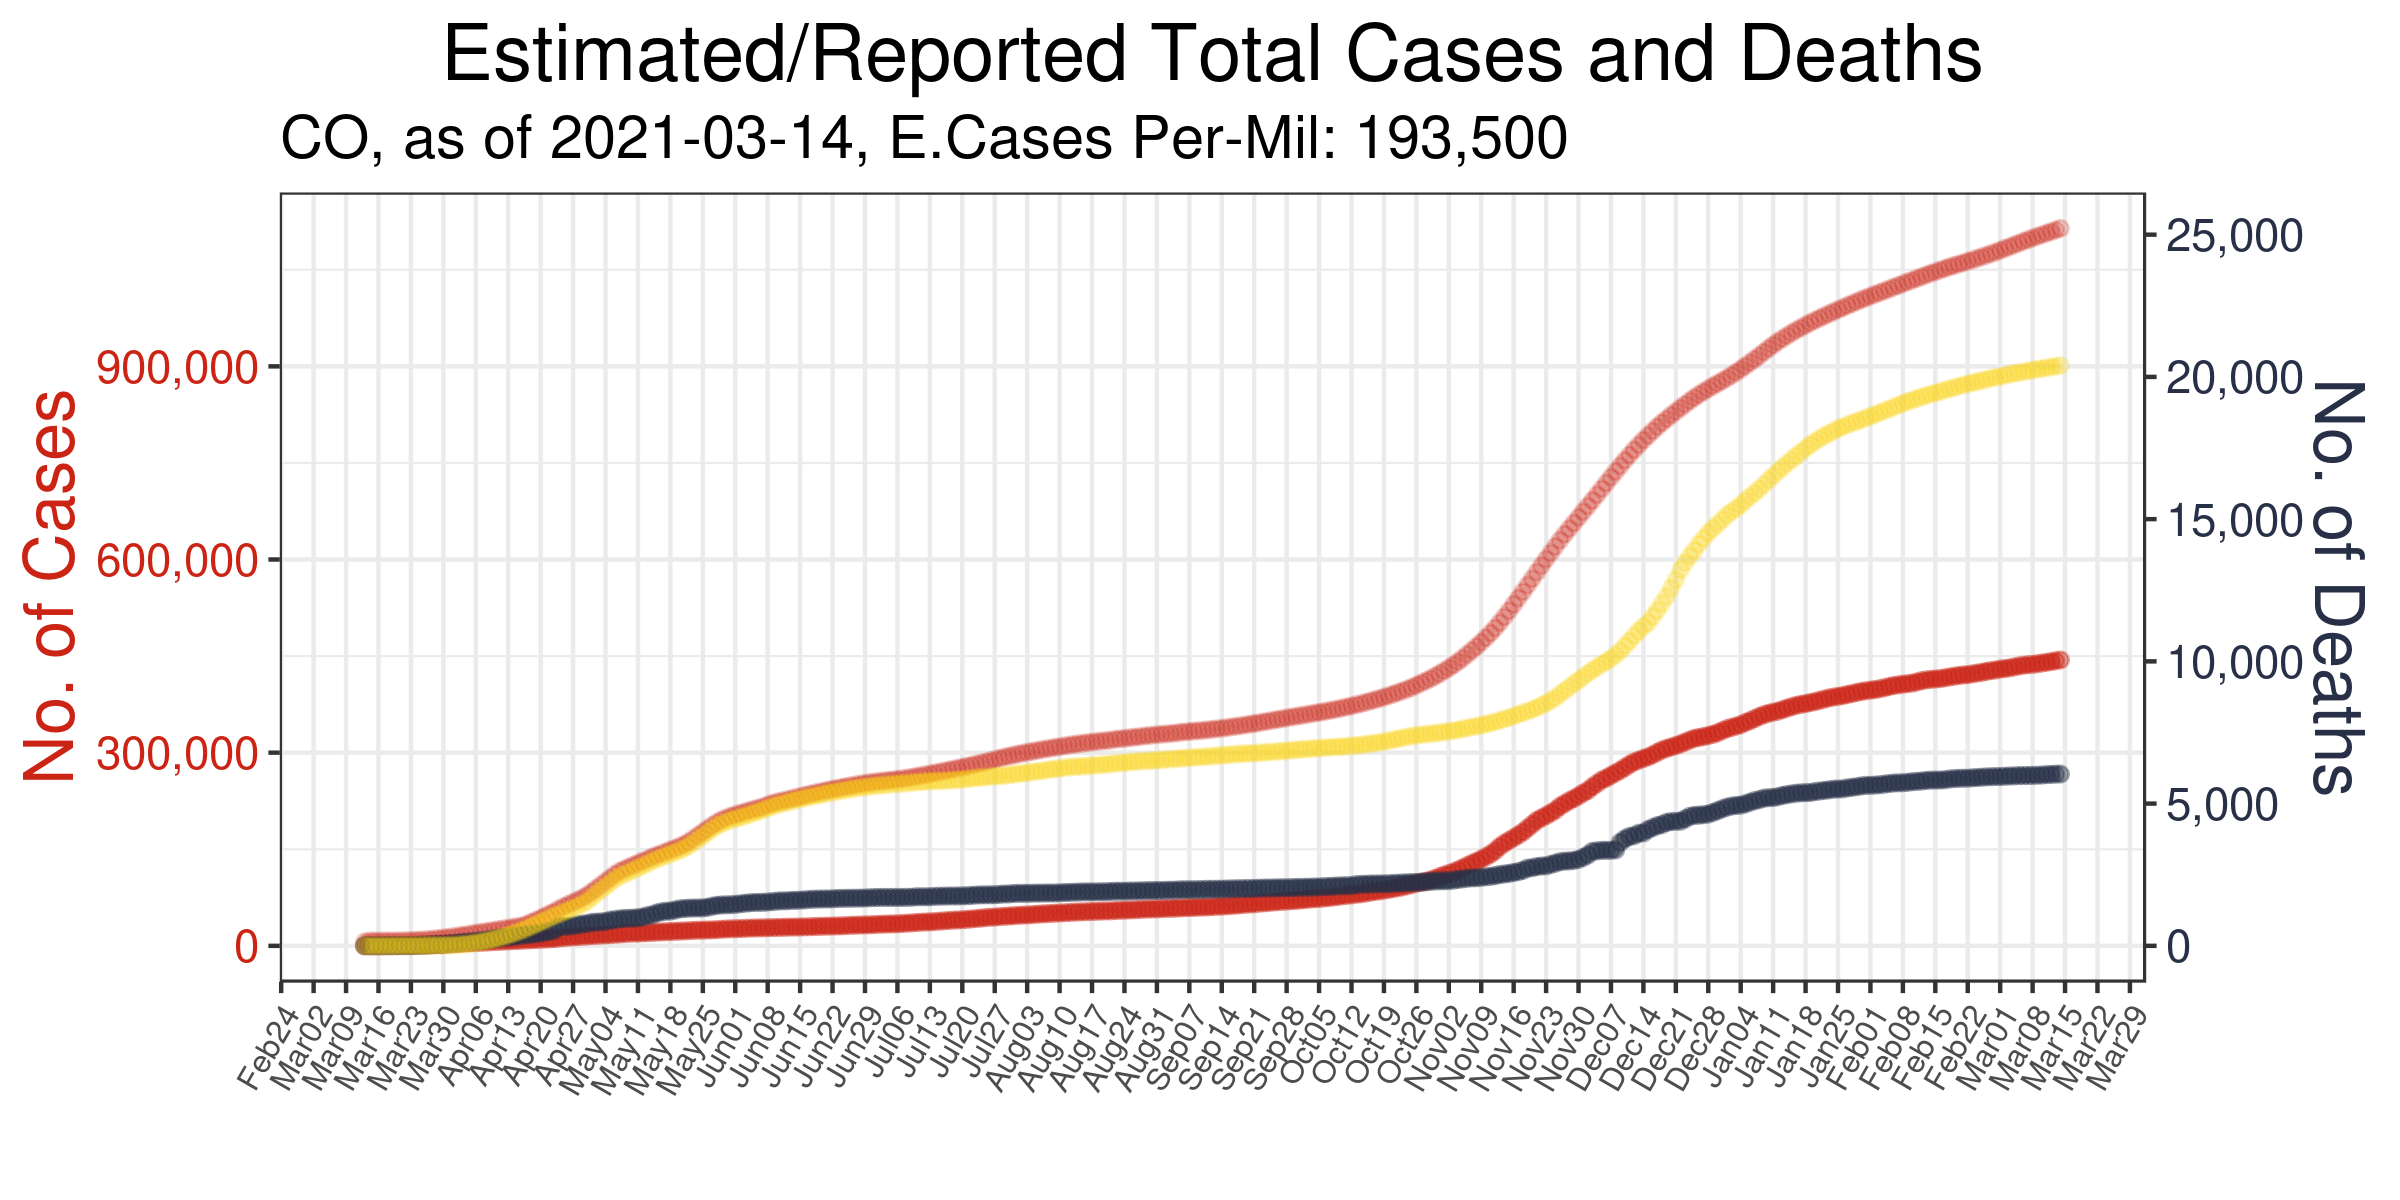 Estimated/Reported Total Cases and Deaths
CO, as of 2021-03-14, E.Cases Per-Mil: 193,500
No. of Cases
900,000
600,000
300,000
0
25,000
20,000
15,000
10,000
5,000
0
No. of Deaths
Feb24
Mar02
Mar09
Mar16
Mar23
Mar30
Apr06
Apr13
Apr20
Apr27
May04
May11
May18
May25
Jun01
Jun08
Jun15
Jun22
Jun29
Jul06
Jul13
Jul20
Jul27
Aug03
Aug10
Aug17
Aug24
Aug31
Sep07
Sep14
Sep21
Sep28
Oct05
Oct12
Oct19
Oct26
Nov02
Nov09
Nov16
Nov23
Nov30
Dec07
Dec14
Dec21
Dec28
Jan04
Jan11
Jan18
Jan25
Feb01
Feb08
Feb15
Feb22
Mar01
Mar08
Mar15
Mar22
Mar29